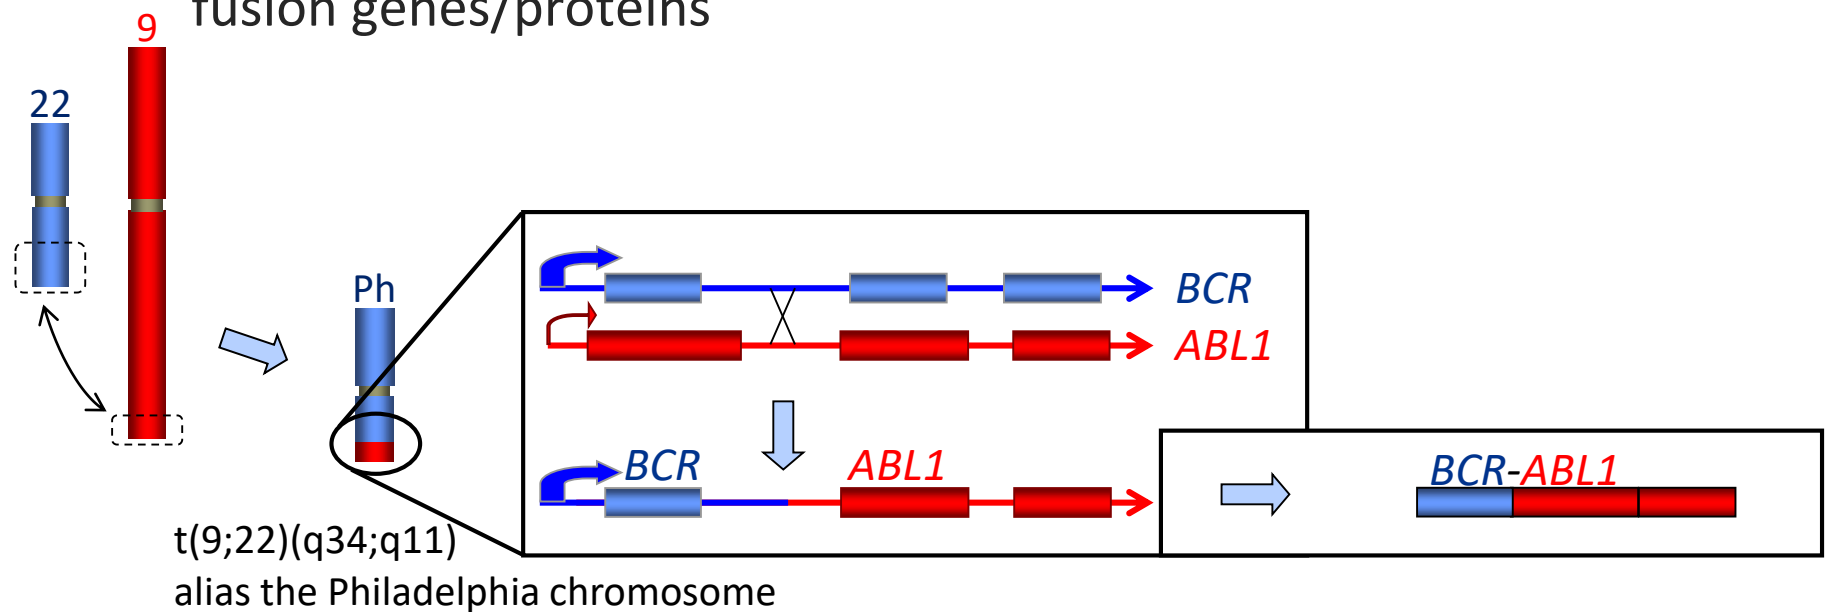 fusion genes/proteins
9
22
Ph
BCR
ABL1
BCR ABL1
BCR-ABL1
t(9;22)(q34;q11)
alias the Philadelphia chromosome